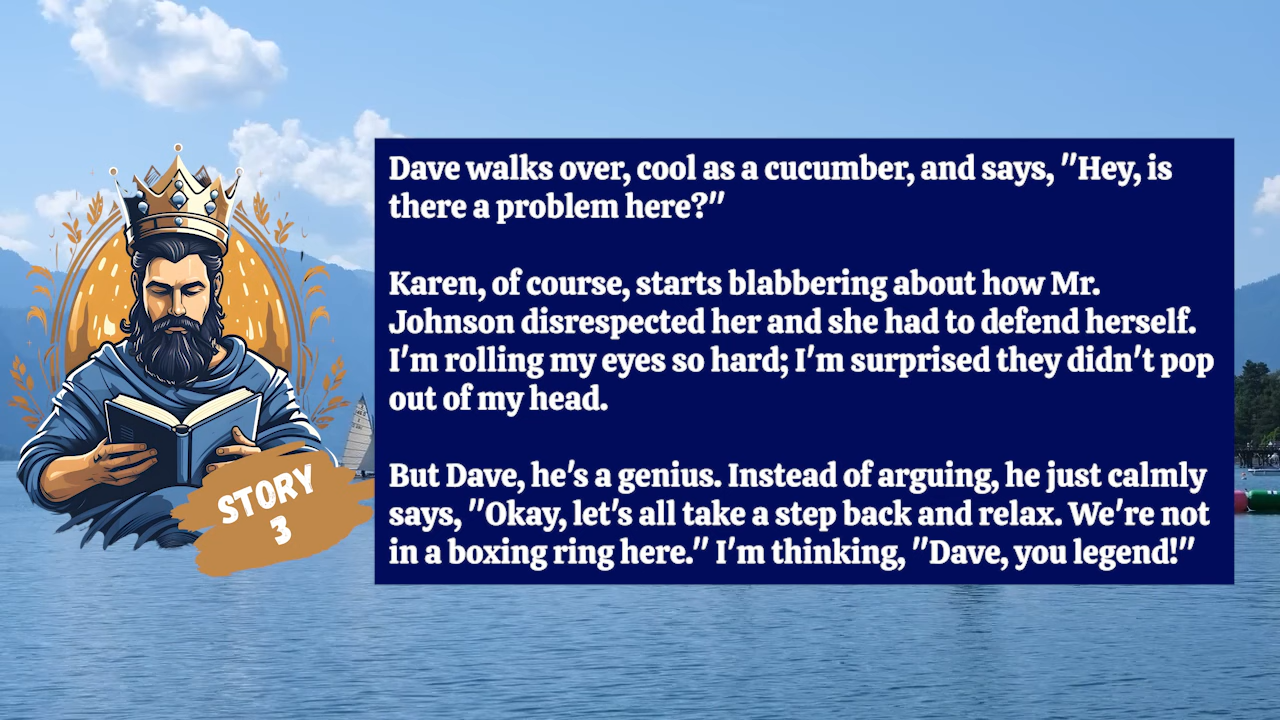 Dave walks over, cool as a cucumber, and says, "Hey, is
there a problem here?"
Karen, of course, starts blabbering about how Mr.
Johnson disrespected her and she had to defend herself.
I'm rolling my eyes so hard; I'm surprised they didn't pop
out of my head.
But Dave, he's a genius. Instead of arguing, he just calmly
says, "Okay, let's all take a step back and relax. We're not
in a boxing ring here." I'm thinking, "Dave, you legend!"
STORY
3